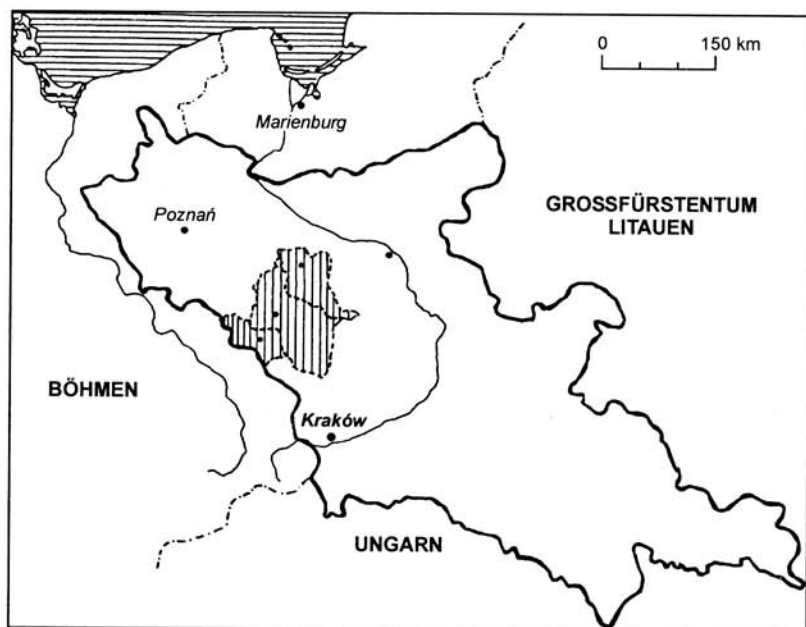 0 150 km
Marienburg
GROSSFÜRSTENTUM
LITAUEN
Poznań
BÖHMEN
Kraków
UNGARN